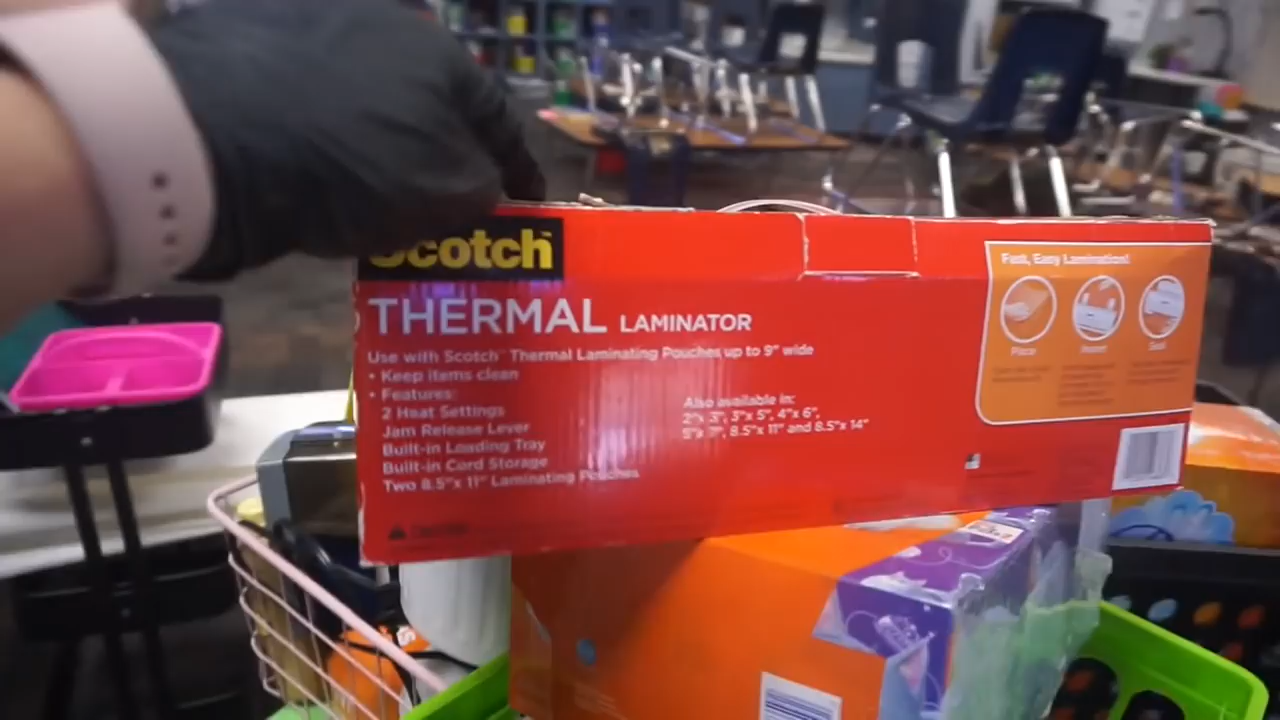 Scotch
THERMAL LAMINATOR
Use with Scotch™ Thermal Laminating Pouches up to 9" wide
• Keep items clean
• Features:
2 Heat Settings
Jam Release Lever
Built-in Loading Tray
Built-in Cord Storage
Two 8.5"x 11" Laminating Pouches
Also available in:
2"x 3", 3"x 5", 4"x 6",
5"x 7", 8.5"x 11" and 8.5"x 14"
Fast, Easy Lamination!
Place
Insert
Seal